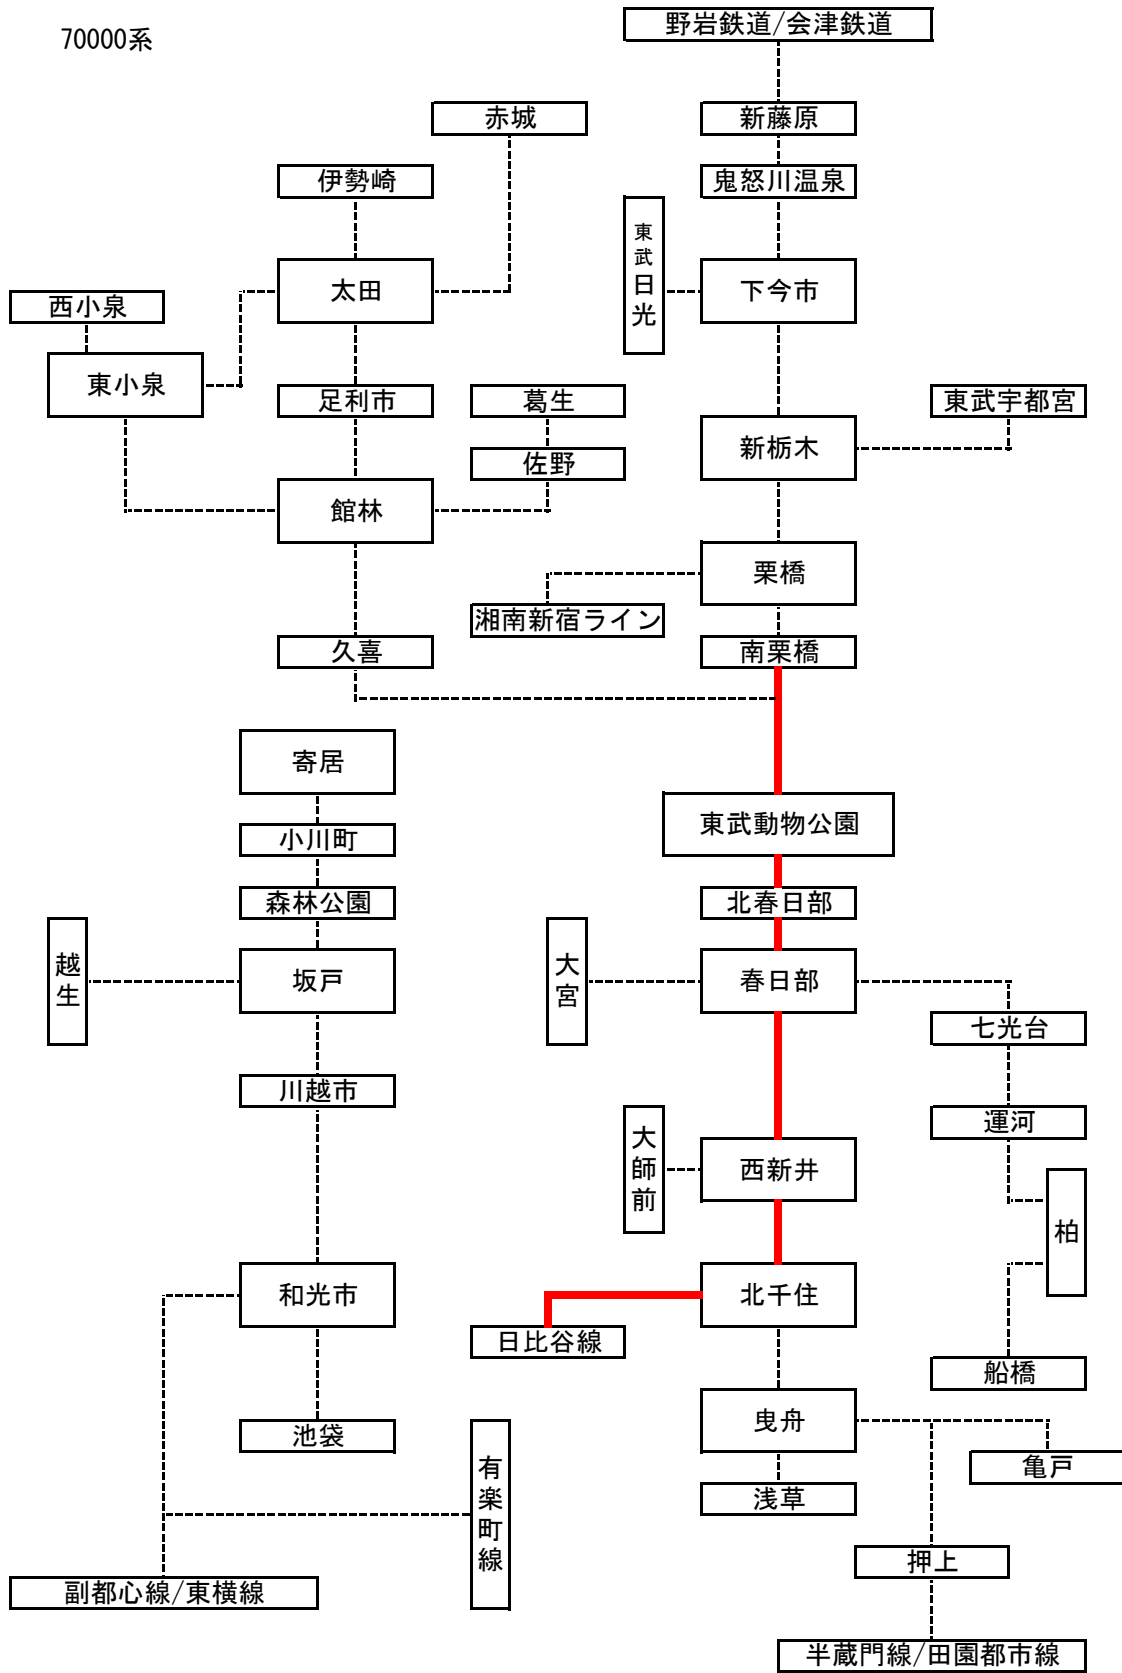 70000系
野岩鉄道/会津鉄道
赤城
新藤原
伊勢崎
鬼怒川温泉
東武日光
太田
下今市
西小泉
東小泉
足利市
葛生
東武宇都宮
新栃木
佐野
館林
栗橋
湘南新宿ライン
久喜
南栗橋
寄居
東武動物公園
小川町
森林公園
北春日部
越生
坂戸
大宮
春日部
七光台
川越市
運河
大師前
西新井
柏
和光市
北千住
日比谷線
船橋
池袋
曳舟
有楽町線
亀戸
浅草
押上
副都心線/東横線
半蔵門線/田園都市線